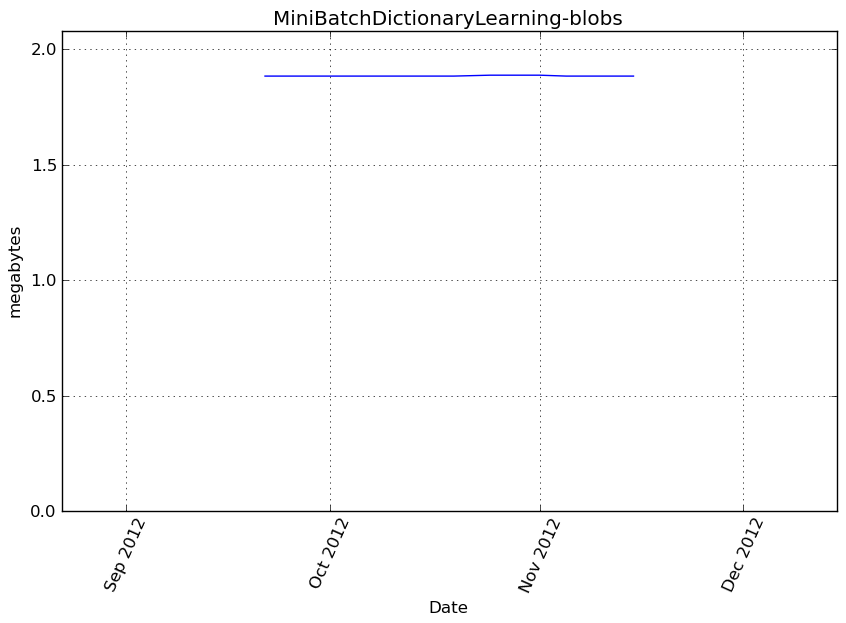 MiniBatchDictionaryLearning-blobs
2.0
1.5
1.0
0.5
0.0
megabytes
Sep 2012
Oct 2012
Nov 2012
Dec 2012
Date